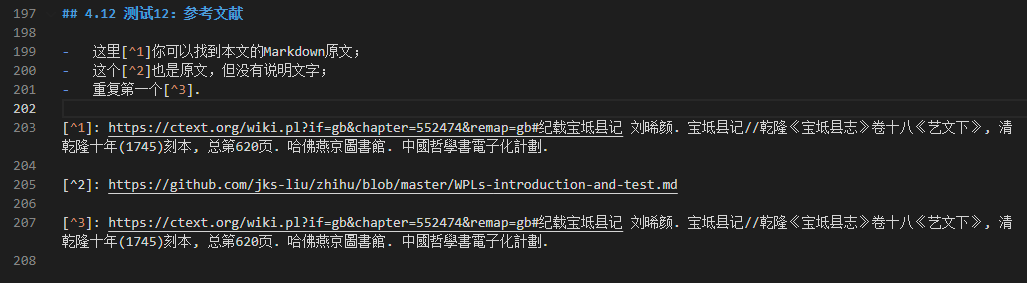 197 ## 4.12 测试12: 参考文献
198
199 -   这里[^1]你可以找到本文的Markdown原文;
200 -   这个[^2]也是原文, 但没有说明文字;
201 -   重复第一个[^3].
202
203 [^1]: https://ctext.org/wiki.pl?if=gb&chapter=552474&remap=gb#纪载宝坻县记 刘晞颜. 宝坻县记//乾隆《宝坻县志》卷十八《艺文下》, 清
乾隆十年(1745)刻本, 总第620页. 哈佛燕京圖書館. 中國哲學書電子化計劃.
204
205 [^2]: https://github.com/jks-liu/zhihu/blob/master/WPLs-introduction-and-test.md
206
207 [^3]: https://ctext.org/wiki.pl?if=gb&chapter=552474&remap=gb#纪载宝坻县记 刘晞颜. 宝坻县记//乾隆《宝坻县志》卷十八《艺文下》, 清
乾隆十年(1745)刻本, 总第620页. 哈佛燕京圖書館. 中國哲學書電子化計劃.
208